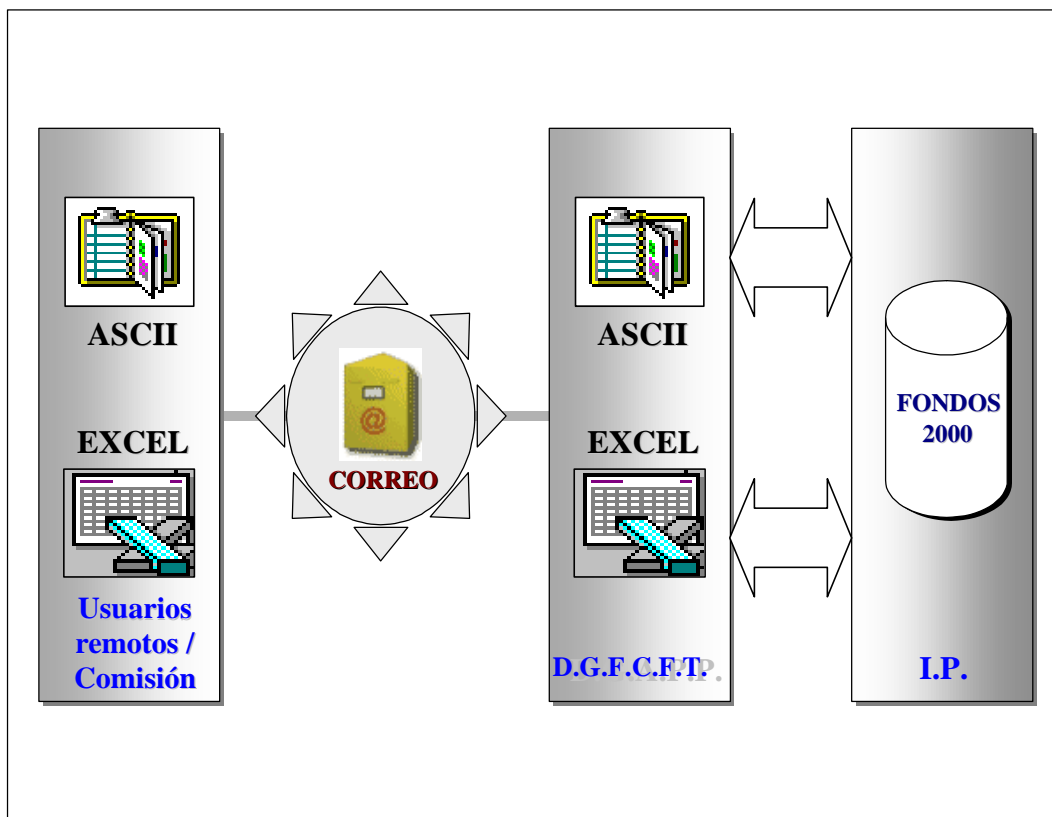 ASCII
EXCEL
Usuarios
remotos /
Comisión
@
CORREO
ASCII
EXCEL
D.G.F.C.F.T.
FONDOS
2000
I.P.